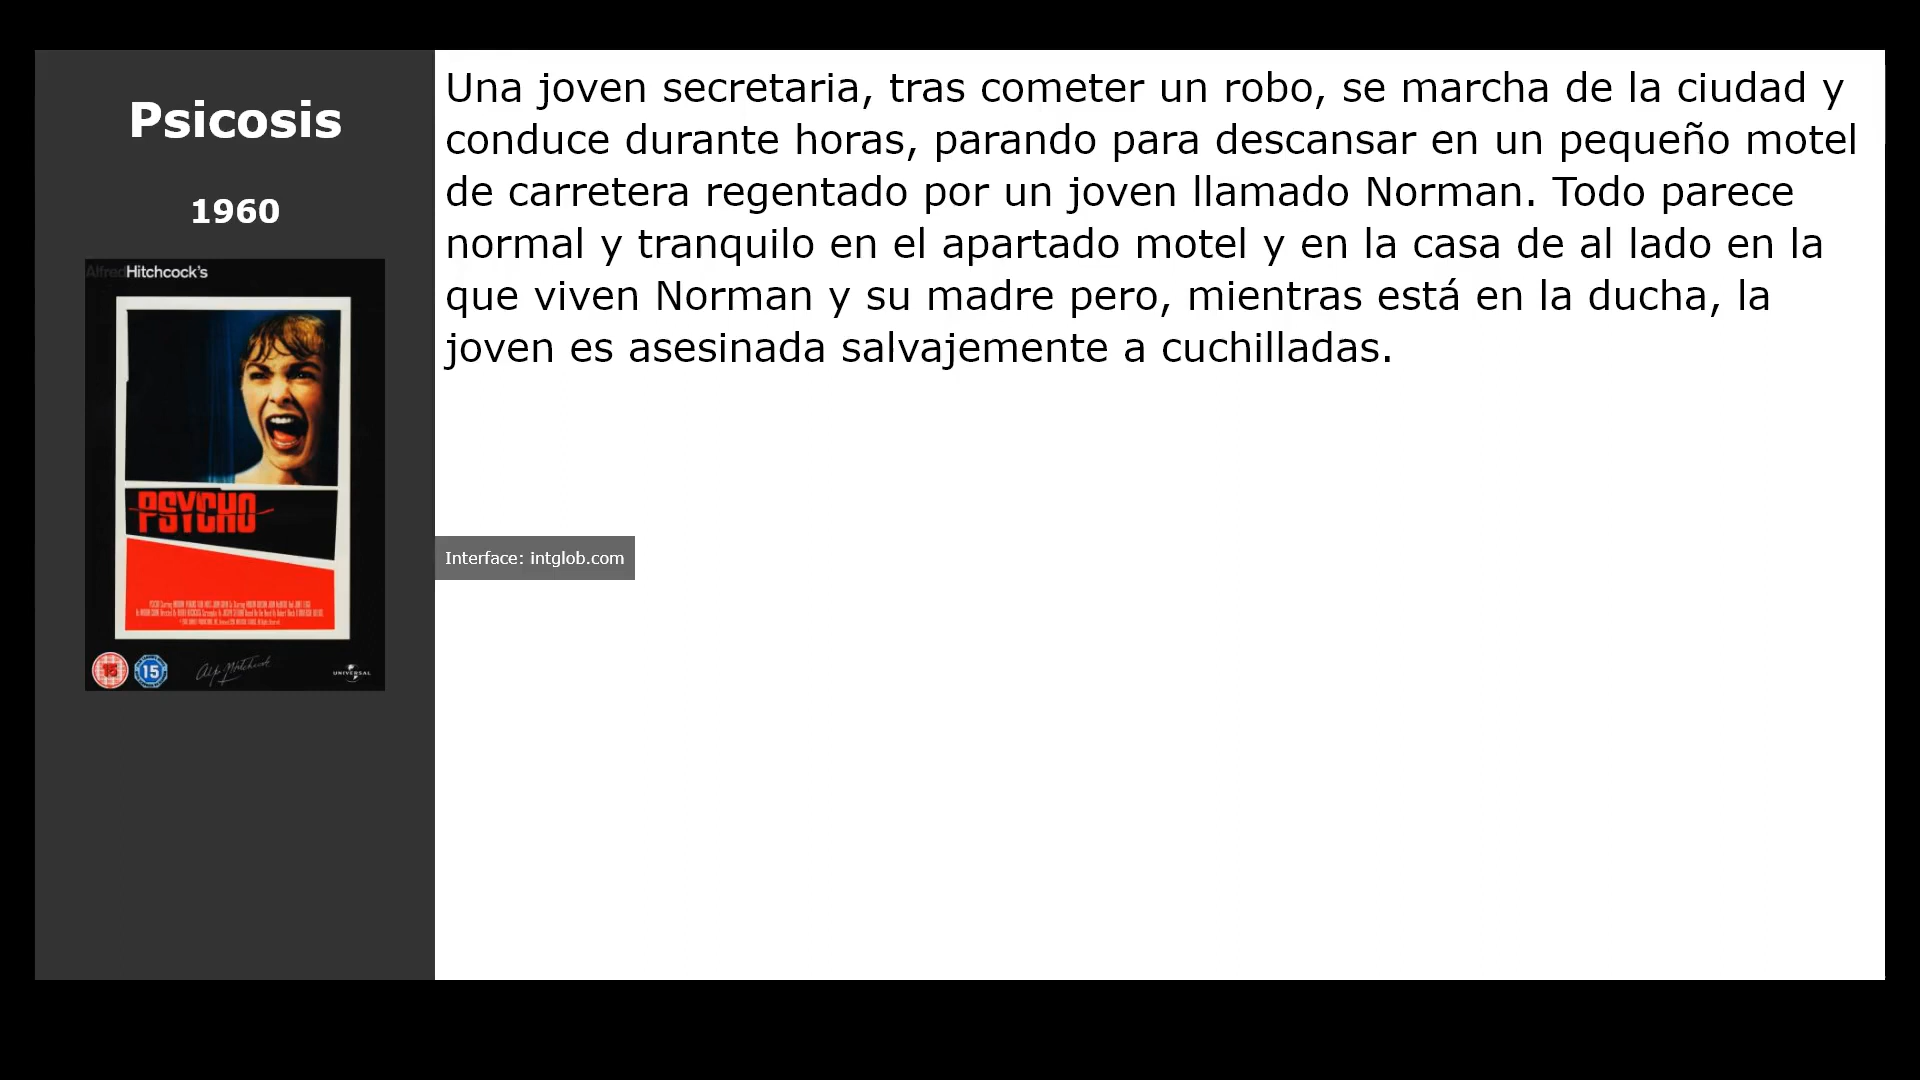 Psicosis
1960
Alfred Hitchcock's
PSYCHO
15 15
UNIVERSAL
Una joven secretaria, tras cometer un robo, se marcha de la ciudad y
conduce durante horas, parando para descansar en un pequeño motel
de carretera regentado por un joven llamado Norman. Todo parece
normal y tranquilo en el apartado motel y en la casa de al lado en la
que viven Norman y su madre pero, mientras está en la ducha, la
joven es asesinada salvajemente a cuchilladas.
Interface: intglob.com